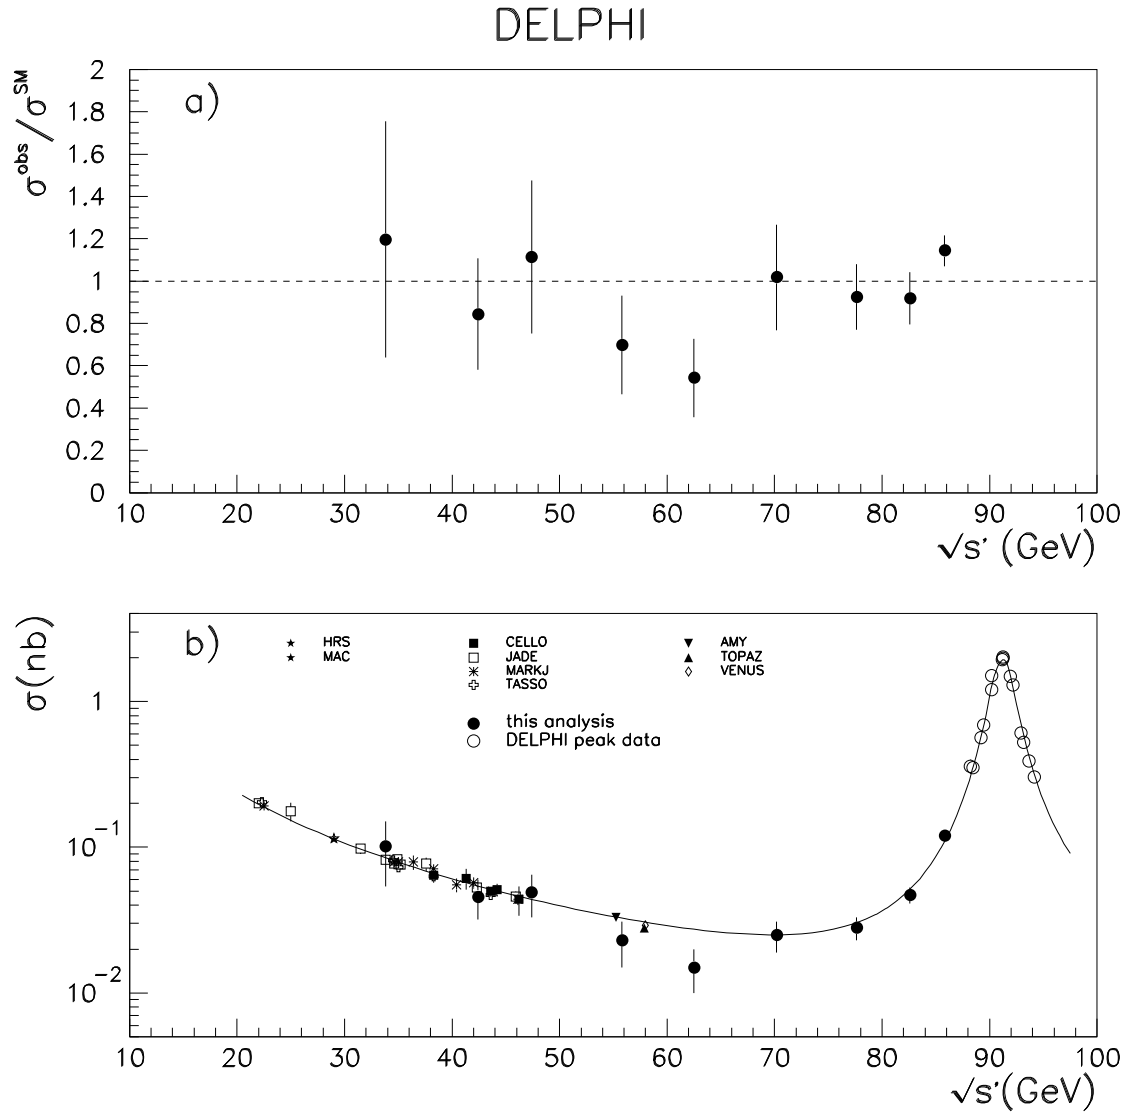 DELPHI
a)
σ^obs / σ^SM
2
1.8
1.6
1.4
1.2
1
0.8
0.6
0.4
0.2
0
10 20 30 40 50 60 70 80 90 100
√s' (GeV)
b)
σ(nb)
HRS CELLO AMY
MAC JADE TOPAZ
MARKJ VENUS
TASSO
this analysis
DELPHI peak data
1
10^-1
10^-2
10 20 30 40 50 60 70 80 90 100
√s'(GeV)